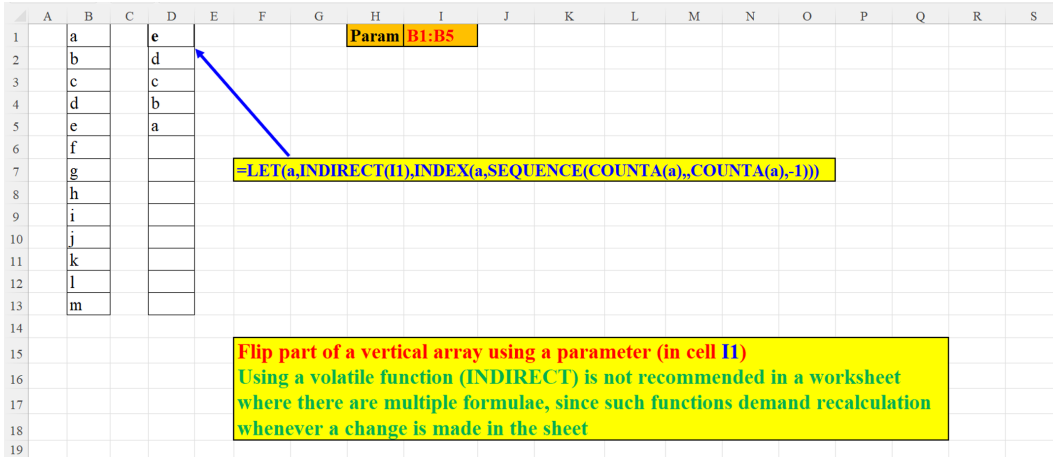 A B C D E F G H I J K L M N O P Q R S
1 a e Param B1:B5
2 b d
3 c c
4 d b
5 e a
6 f
7 g =LET(a,INDIRECT(I1),INDEX(a,SEQUENCE(COUNTA(a),,COUNTA(a),-1)))
8 h
9 i
10 j
11 k
12 l
13 m
14
15 Flip part of a vertical array using a parameter (in cell I1)
16 Using a volatile function (INDIRECT) is not recommended in a worksheet
17 where there are multiple formulae, since such functions demand recalculation
18 whenever a change is made in the sheet
19